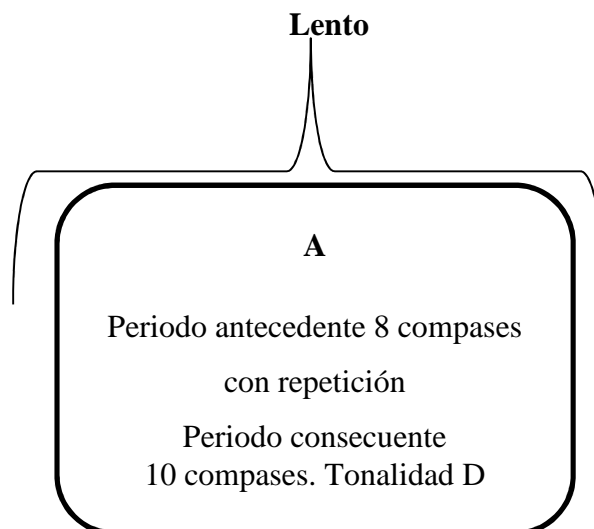 Lento
A
Periodo antecedente 8 compases
con repetición
Periodo consecuente
10 compases. Tonalidad D